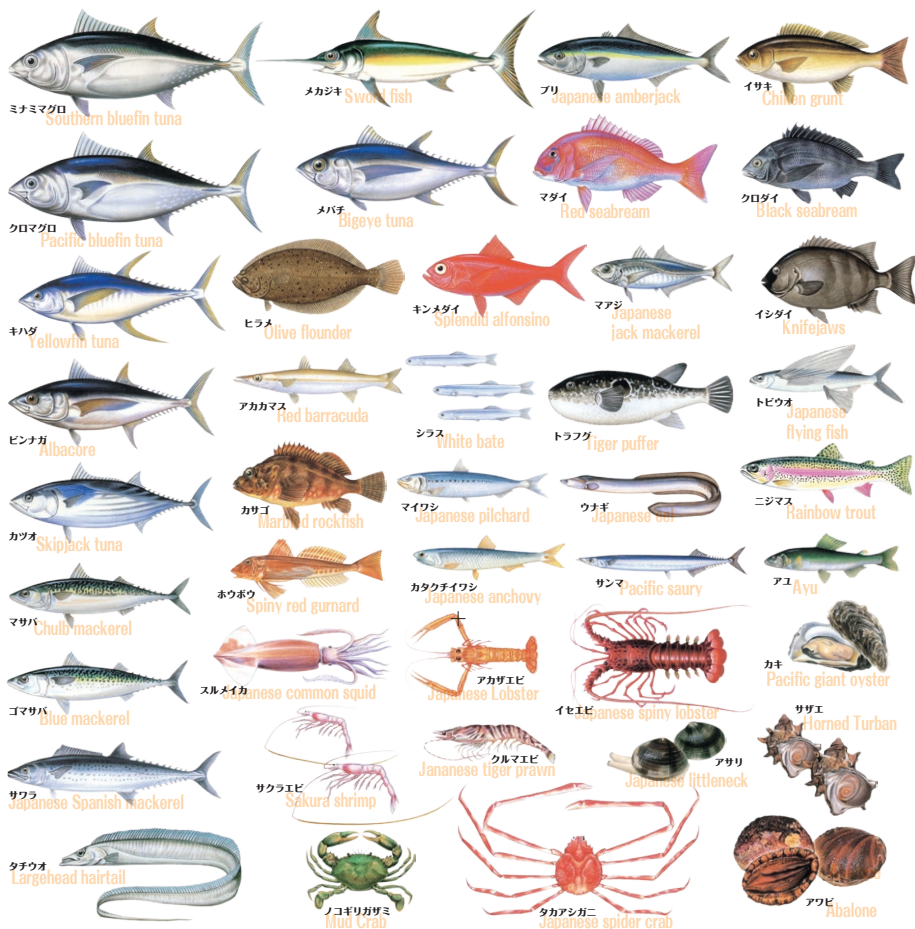 ミナミマグロ
Southern bluefin tuna
メカジキ
Sword fish
ブリ
Japanese amberjack
イサキ
Chiken grunt
クロマグロ
Pacific bluefin tuna
メバチ
Bigeye tuna
マダイ
Red seabream
クロダイ
Black seabream
キハダ
Yellowfin tuna
ヒラメ
Olive flounder
キンメダイ
Splendid alfonsino
マアジ
Japanese
jack mackerel
イシダイ
Knifejaws
ビンナガ
Albacore
アカカマス
Red barracuda
シラス
White bate
トラフグ
Tiger puffer
トビウオ
Japanese
flying fish
カツオ
Skipjack tuna
カサゴ
Marbled rockfish
マイワシ
Japanese pilchard
ウナギ
Japanese eel
ニジマス
Rainbow trout
マサバ
Chulb mackerel
ホウボウ
Spiny red gurnard
カタクチイワシ
Japanese anchovy
サンマ
Pacific saury
アユ
Ayu
ゴマサバ
Blue mackerel
スルメイカ
Japanese common squid
アカザエビ
Japanese Lobster
イセエビ
Japanese spiny lobster
カキ
Pacific giant oyster
サワラ
Japanese Spanish mackerel
サクラエビ
Sakura shrimp
クルマエビ
Jananese tiger prawn
アサリ
Japanese littleneck
サザエ
Horned Turban
タチウオ
Largehead hairtail
ノコギリガザミ
Mud Crab
タカアシガニ
Japanese spider crab
アワビ
Abalone